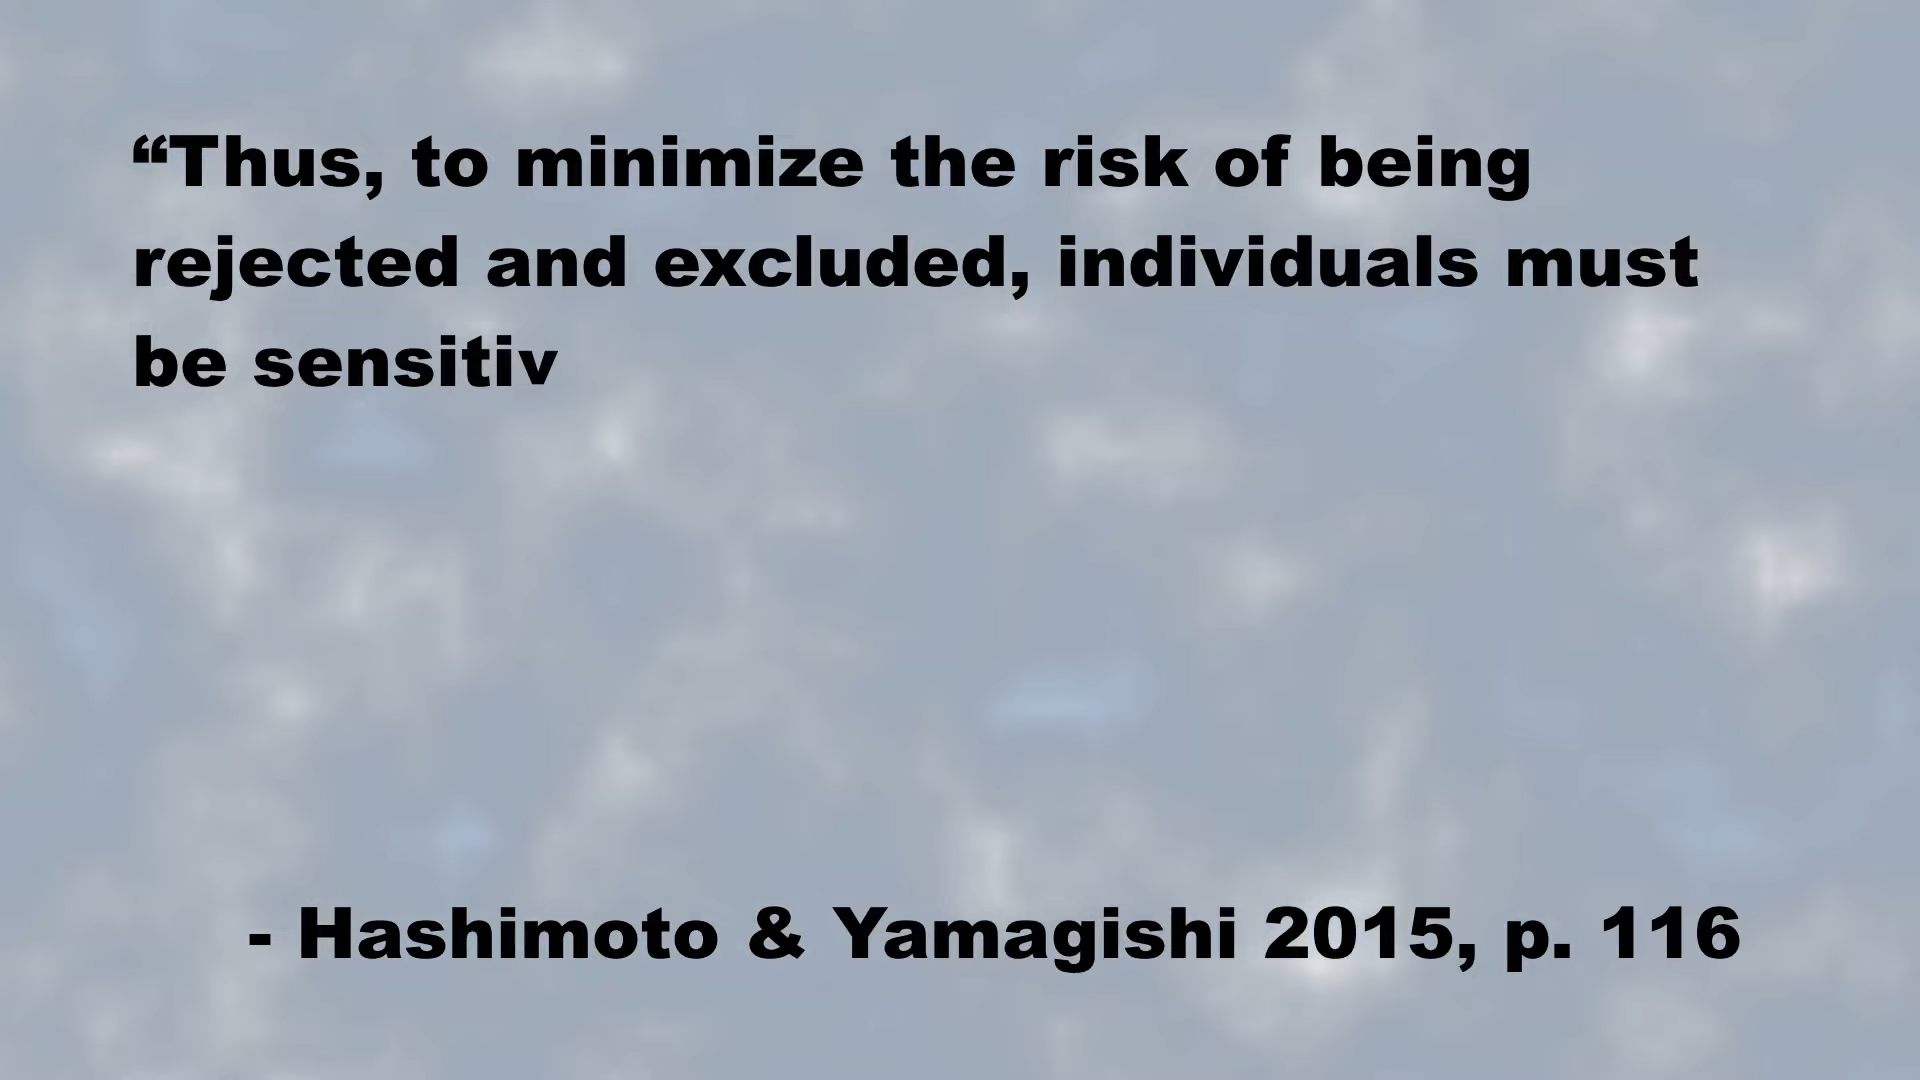 “Thus, to minimize the risk of being
rejected and excluded, individuals must
be sensitiv
- Hashimoto & Yamagishi 2015, p. 116